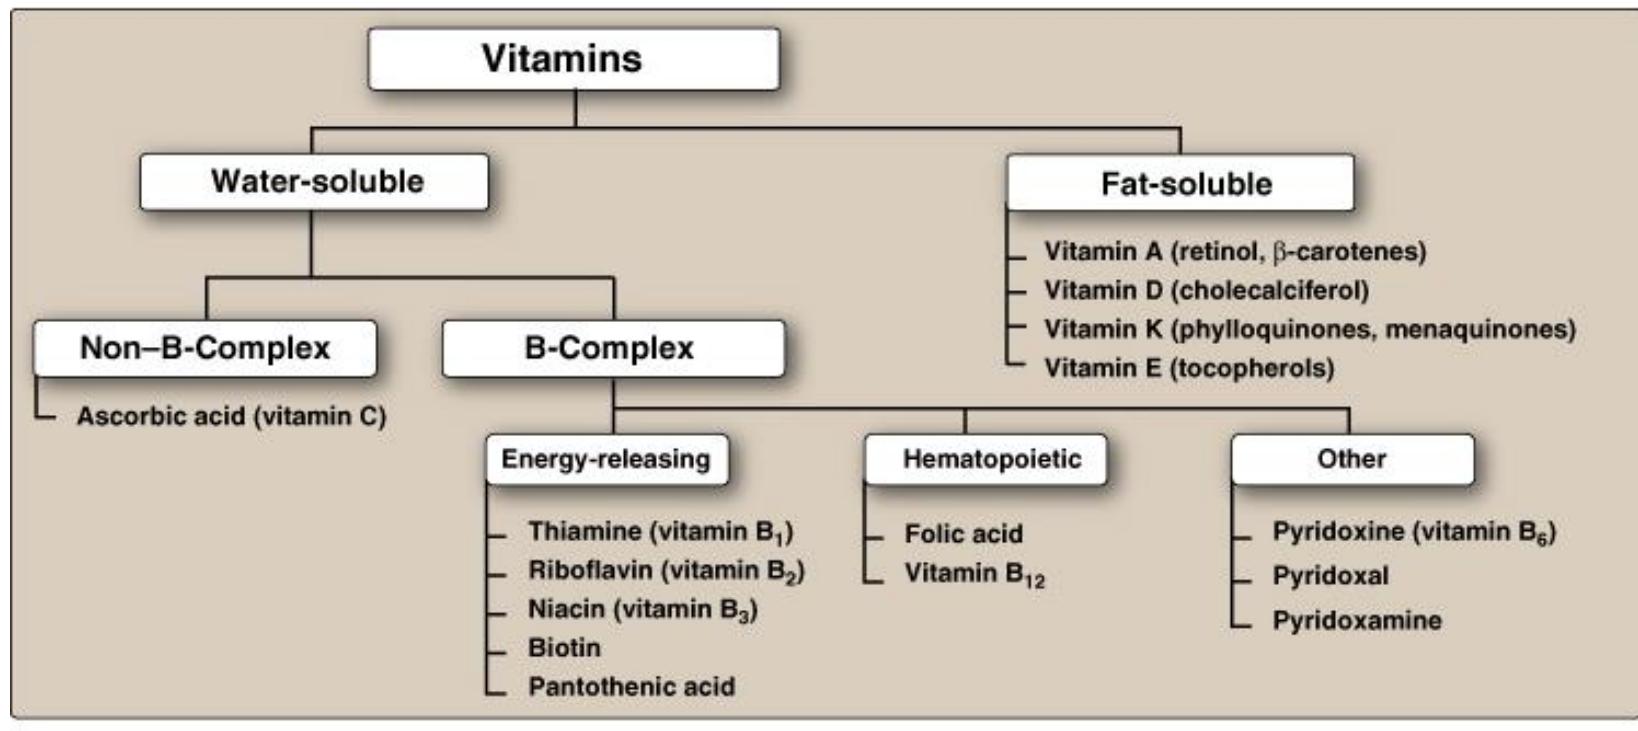 Vitamins
Water-soluble
Fat-soluble
Vitamin A (retinol, β-carotenes)
Vitamin D (cholecalciferol)
Vitamin K (phylloquinones, menaquinones)
Vitamin E (tocopherols)
Non–B-Complex
Ascorbic acid (vitamin C)
B-Complex
Energy-releasing
Thiamine (vitamin B₁)
Riboflavin (vitamin B₂)
Niacin (vitamin B₃)
Biotin
Pantothenic acid
Hematopoietic
Folic acid
Vitamin B₁₂
Other
Pyridoxine (vitamin B₆)
Pyridoxal
Pyridoxamine